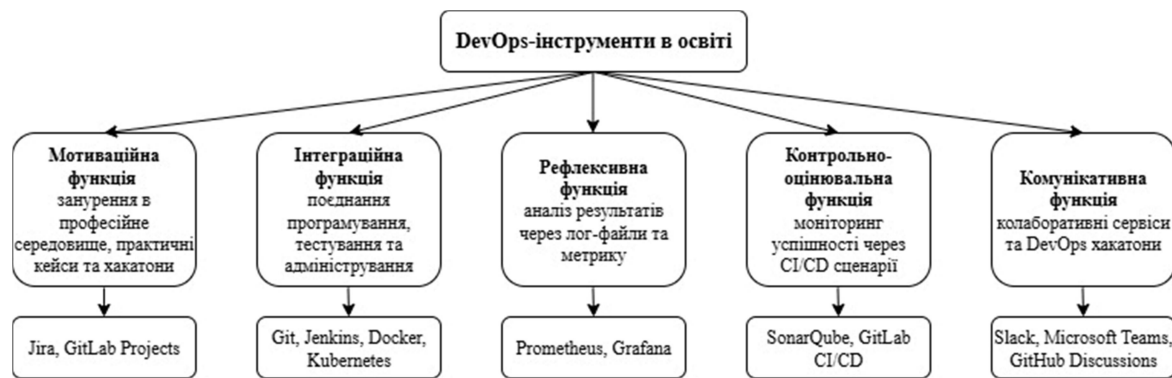 DevOps-інструменти в освіті
Мотиваційна
функція
занурення в
професійне
середовище, практичні
кейси та хакатони
Інтеграційна
функція
поєднання
програмування,
тестування та
адміністрування
Рефлексивна
функція
аналіз результатів
через лог-файли та
метрику
Контрольно-
оцінювальна
функція
моніторинг
успішності через
CI/CD сценарії
Комунікативна
функція
колаборативні сервіси
та DevOps хакатони
Jira, GitLab Projects
Git, Jenkins, Docker,
Kubernetes
Prometheus, Grafana
SonarQube, GitLab
CI/CD
Slack, Microsoft Teams,
GitHub Discussions